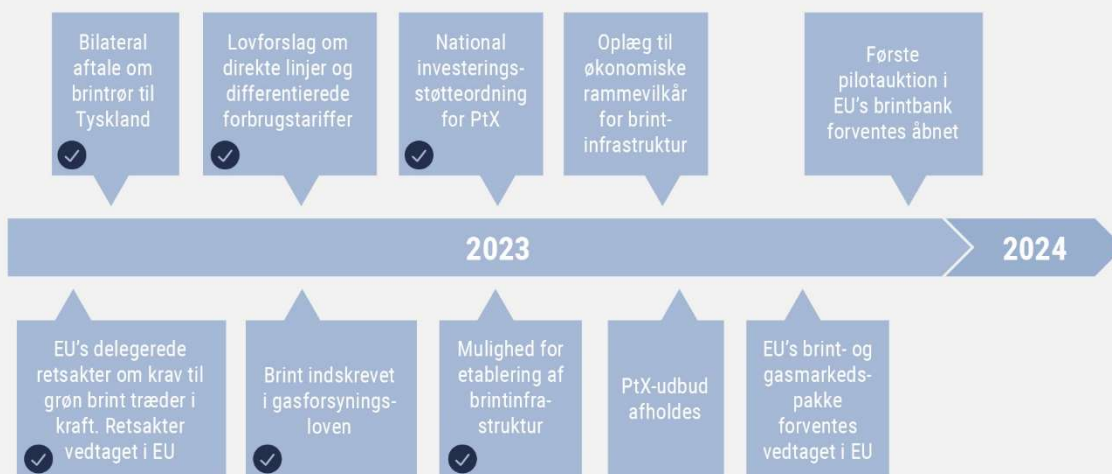 Bilateral
aftale om
brintrør til
Tyskland
Lovforslag om
direkte linjer og
differentierede
forbrugstariffer
National
investerings-
støtteordning
for PtX
Oplæg til
økonomiske
rammevilkår
for brint-
infrastruktur
Første
pilotauktion i
EU's brintbank
forventes åbnet
2023
2024
EU's delegerede
retsakter om krav til
grøn brint træder i
kraft. Retsakter
vedtaget i EU
Brint indskrevet
i gasforsynings-
loven
Mulighed for
etablering af
brintinfra-
struktur
PtX-udbud
afholdes
EU's brint- og
gasmarkeds-
pakke
forventes
vedtaget i EU